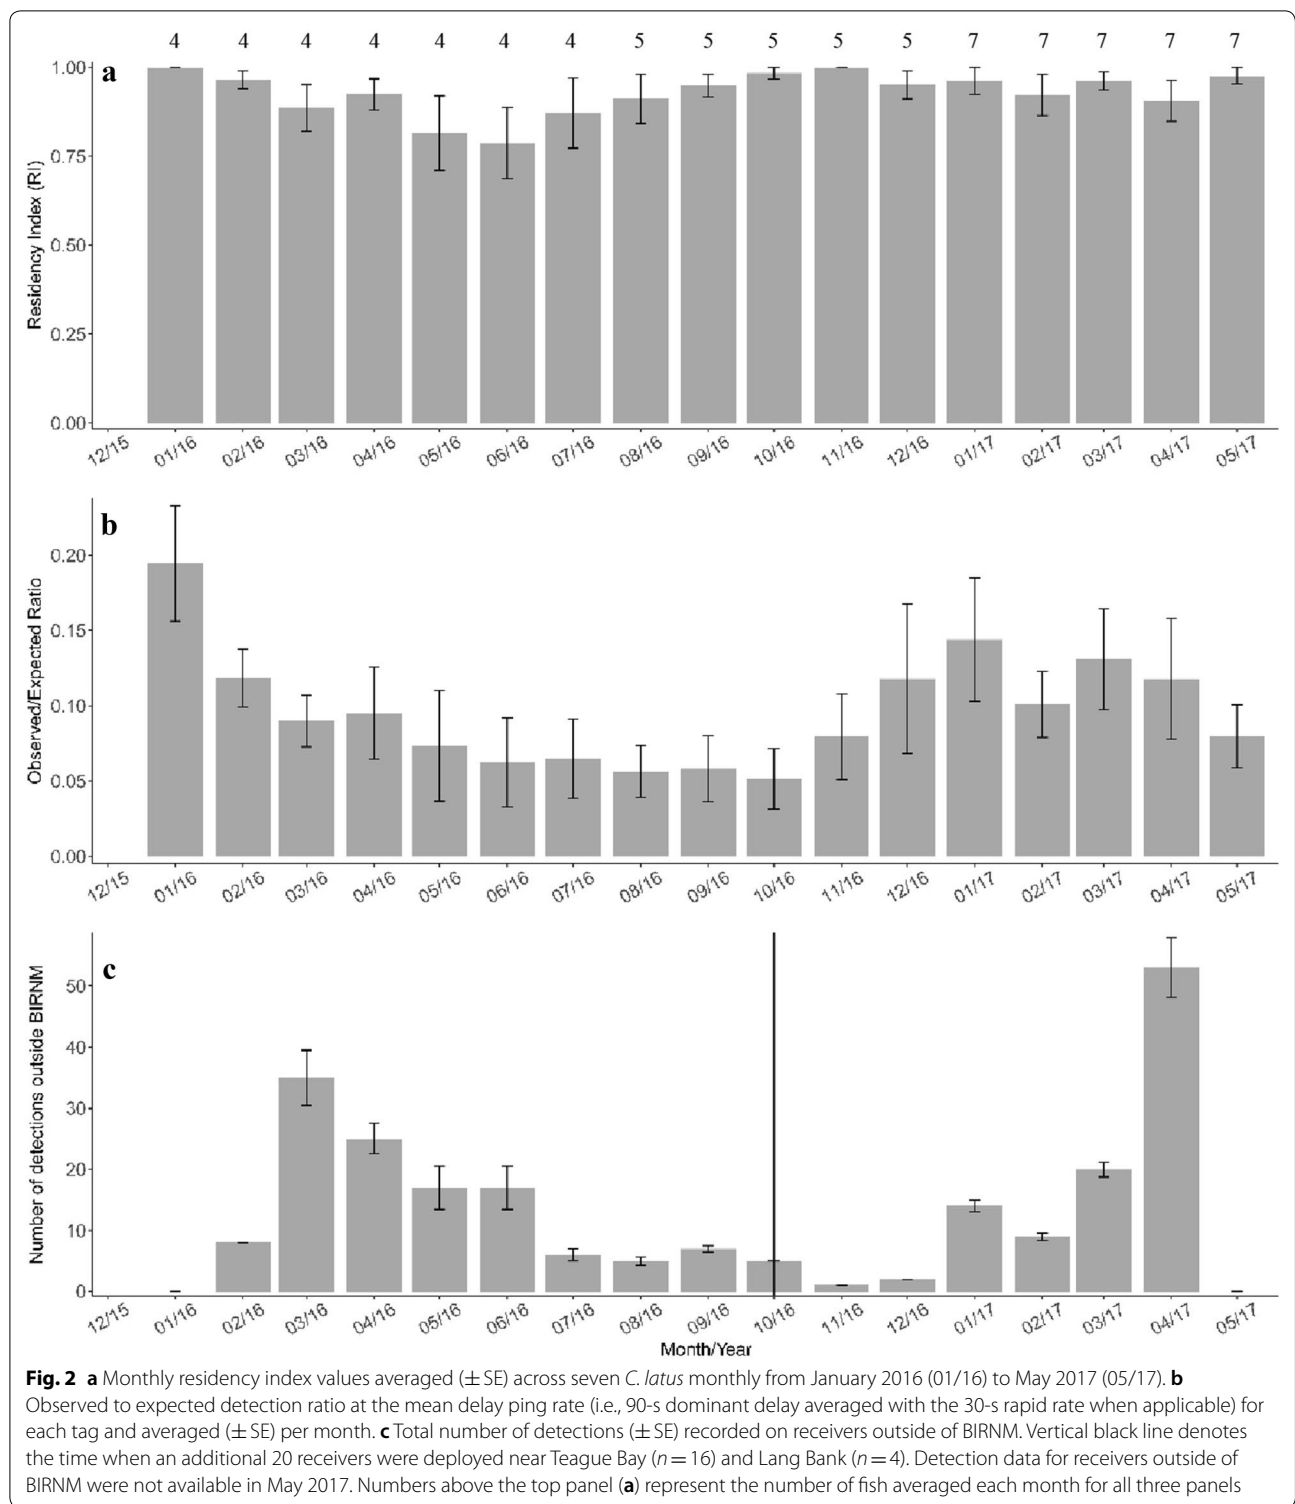 4 4 4 4 4 4 4 5 5 5 5 5 7 7 7 7 7
a
1.00
0.75
0.50
0.25
0.00
Residency Index (RI)
12/15 01/16 02/16 03/16 04/16 05/16 06/16 07/16 08/16 09/16 10/16 11/16 12/16 01/17 02/17 03/17 04/17 05/17
b
0.20
0.15
0.10
0.05
0.00
Observed/Expected Ratio
12/15 01/16 02/16 03/16 04/16 05/16 06/16 07/16 08/16 09/16 10/16 11/16 12/16 01/17 02/17 03/17 04/17 05/17
c
50
40
30
20
10
0
Number of detections outside BIRNM
12/15 01/16 02/16 03/16 04/16 05/16 06/16 07/16 08/16 09/16 10/16 11/16 12/16 01/17 02/17 03/17 04/17 05/17
Month/Year
Fig. 2 a Monthly residency index values averaged (± SE) across seven C. latus monthly from January 2016 (01/16) to May 2017 (05/17). b
Observed to expected detection ratio at the mean delay ping rate (i.e., 90-s dominant delay averaged with the 30-s rapid rate when applicable) for
each tag and averaged (± SE) per month. c Total number of detections (± SE) recorded on receivers outside of BIRNM. Vertical black line denotes
the time when an additional 20 receivers were deployed near Teague Bay (n = 16) and Lang Bank (n = 4). Detection data for receivers outside of
BIRNM were not available in May 2017. Numbers above the top panel (a) represent the number of fish averaged each month for all three panels